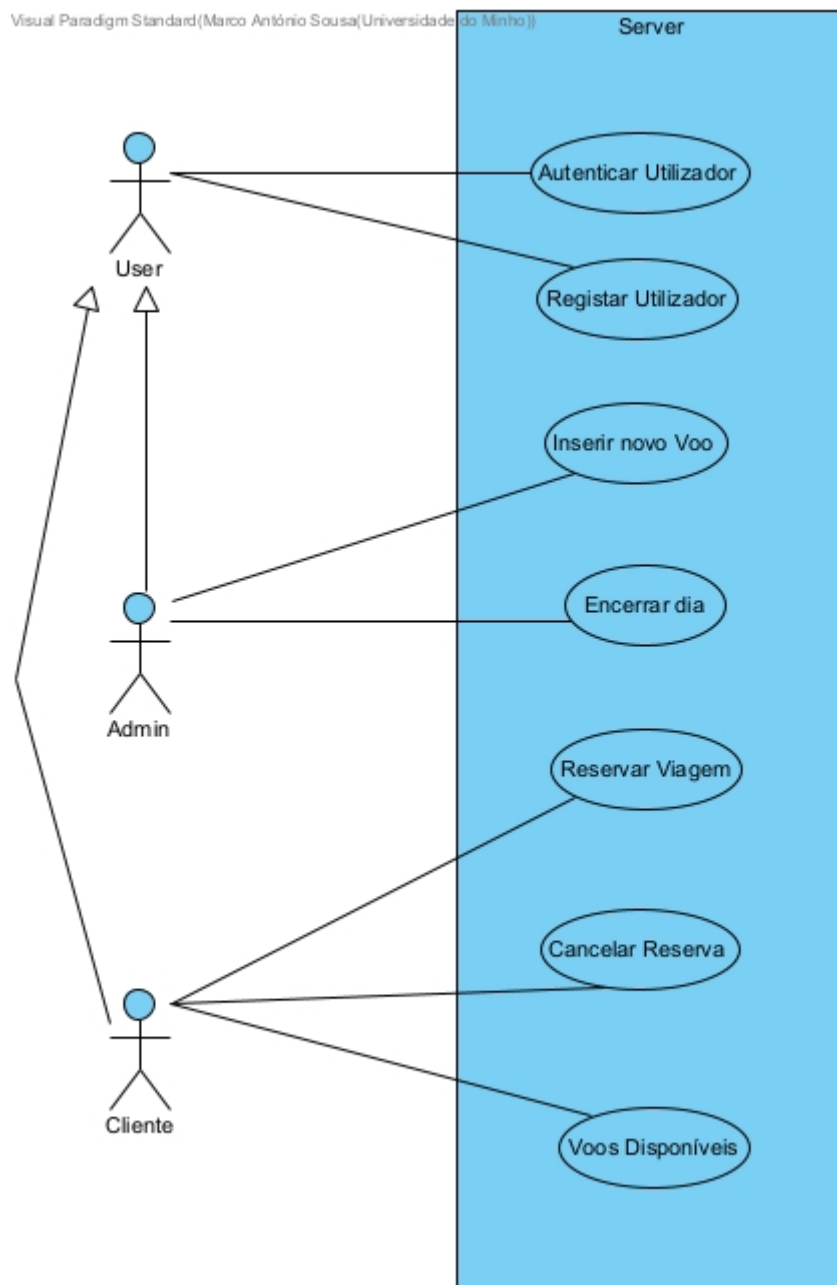 Visual Paradigm Standard(Marco António Sousa(Universidade do Minho))
Server
Autenticar Utilizador
User
Registar Utilizador
Inserir novo Voo
Encerrar dia
Admin
Reservar Viagem
Cancelar Reserva
Cliente
Voos Disponíveis